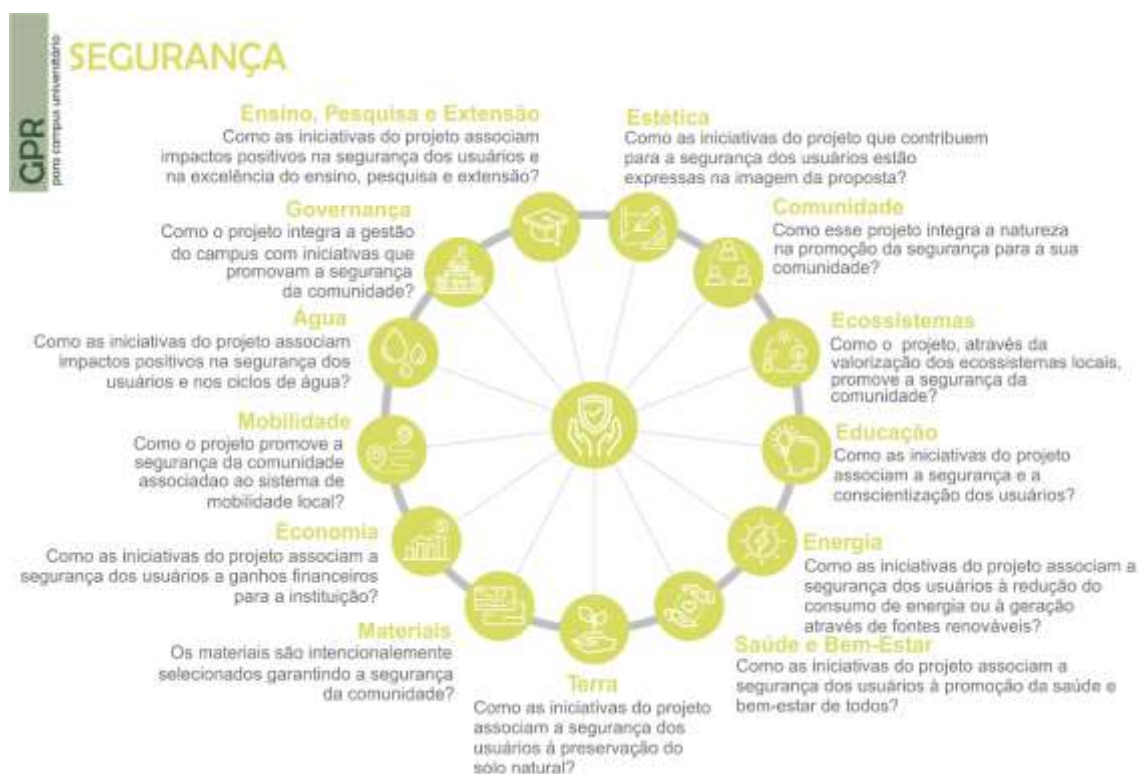 GPR
para campus universitário
SEGURANÇA
Ensino, Pesquisa e Extensão
Como as iniciativas do projeto associam
impactos positivos na segurança dos usuários e
na excelência do ensino, pesquisa e extensão?
Estética
Como as iniciativas do projeto que contribuem
para a segurança dos usuários estão
expressas na imagem da proposta?
Governança
Como o projeto integra a gestão
do campus com iniciativas que
promovam a segurança
da comunidade?
Comunidade
Como esse projeto integra a natureza
na promoção da segurança para a sua
comunidade?
Água
Como as iniciativas do projeto associam
impactos positivos na segurança dos
usuários e nos ciclos de água?
Ecossistemas
Como o projeto, através da
valorização dos ecossistemas locais,
promove a segurança da
comunidade?
Mobilidade
Como o projeto promove a
segurança da comunidade
associadao ao sistema de
mobilidade local?
Educação
Como as iniciativas do projeto
associam a segurança e a
conscientização dos usuários?
Economia
Como as iniciativas do projeto associam a
segurança dos usuários a ganhos financeiros
para a instituição?
Energia
Como as iniciativas do projeto associam a
segurança dos usuários à redução do
consumo de energia ou à geração
através de fontes renováveis?
Materiais
Os materiais são intencionalemente
selecionados garantindo a segurança
da comunidade?
Saúde e Bem-Estar
Como as iniciativas do projeto associam a
segurança dos usuários à promoção da saúde e
bem-estar de todos?
Terra
Como as iniciativas do projeto
associam a segurança dos
usuários à preservação do
solo natural?